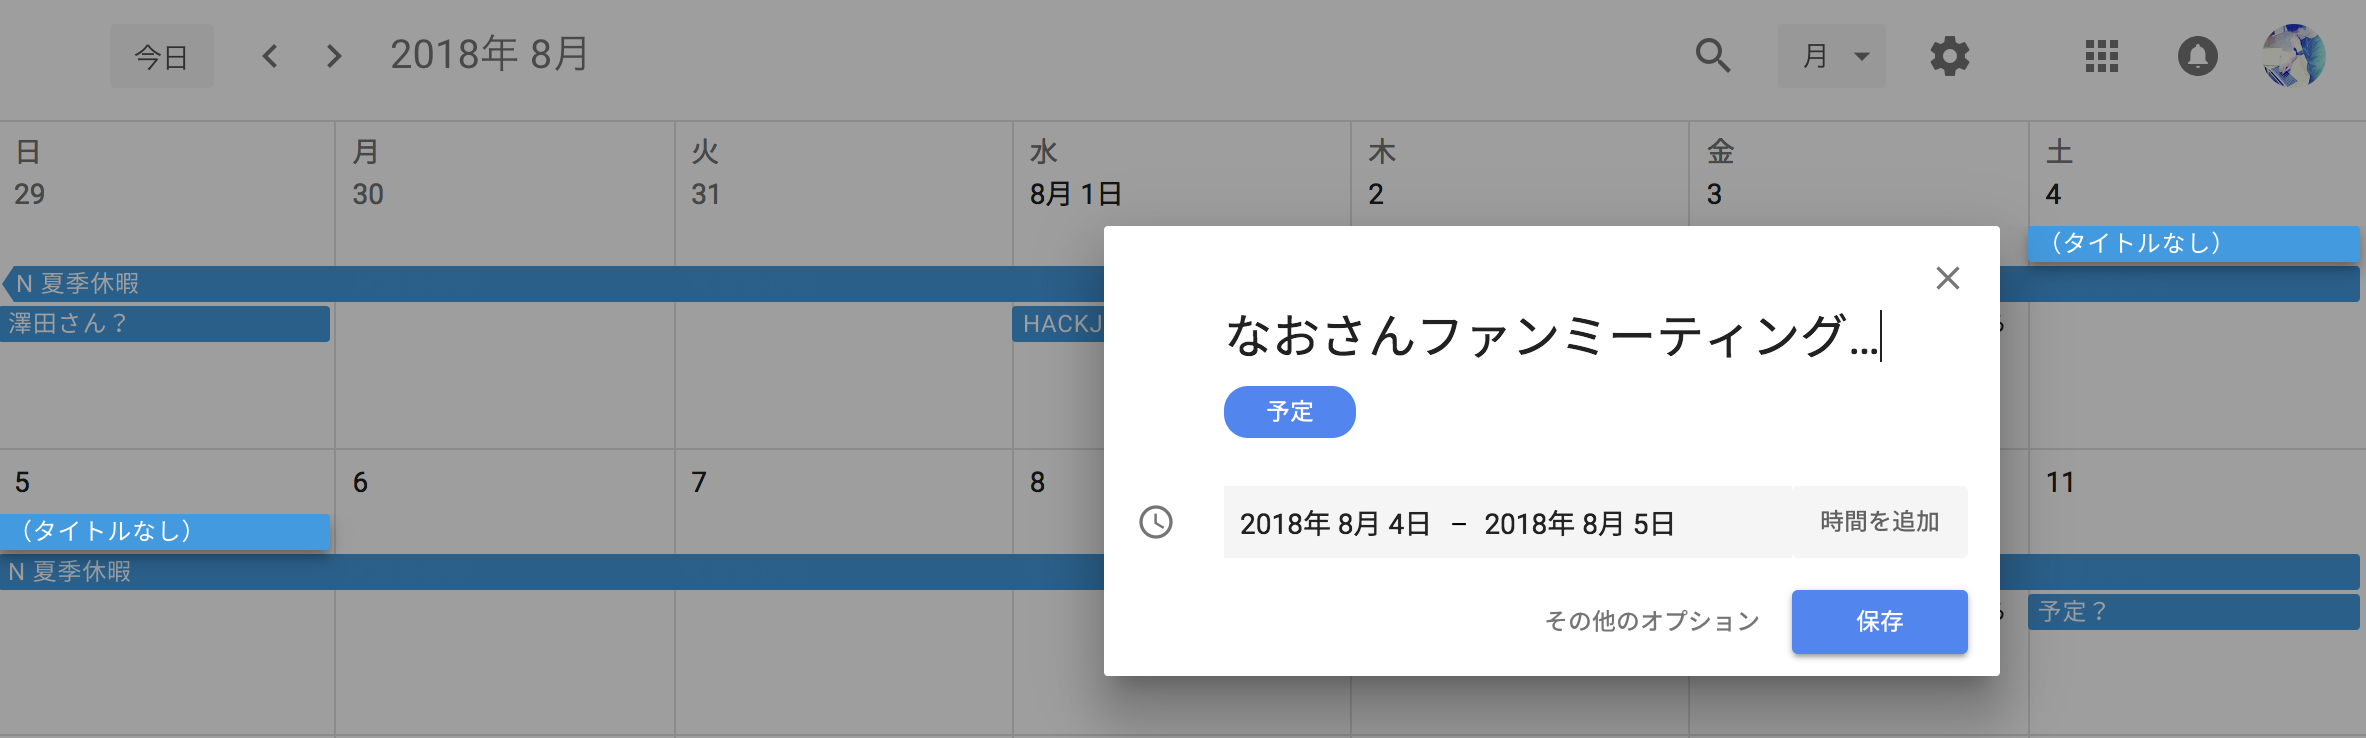 今日 2018年 8月 月
日 月 火 水 木 金 土
29 30 31 8月 1日 2 3 4
（タイトルなし）
N 夏季休暇
澤田さん？
HACKJ
なおさんファンミーティング…
予定
5 6 7 8 11
（タイトルなし）
2018年 8月 4日 – 2018年 8月 5日 時間を追加
N 夏季休暇
予定？
その他のオプション 保存